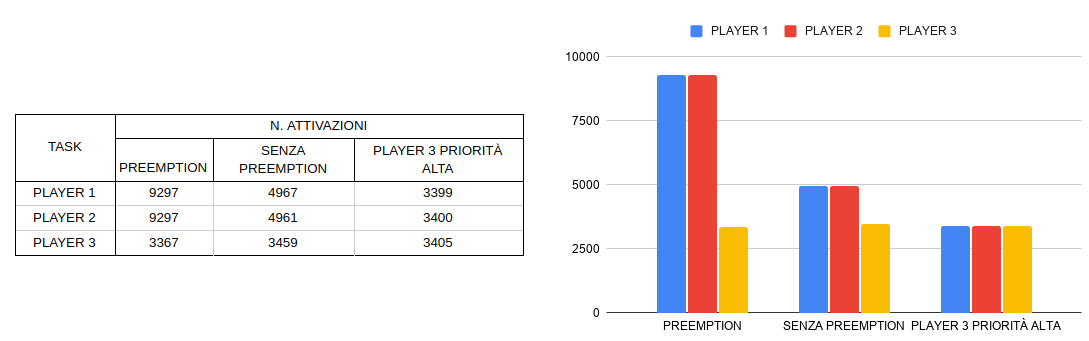 TASK
N. ATTIVAZIONI
PREEMPTION
SENZA
PREEMPTION
PLAYER 3 PRIORITÀ
ALTA
PLAYER 1 9297 4967 3399
PLAYER 2 9297 4961 3400
PLAYER 3 3367 3459 3405
PLAYER 1 PLAYER 2 PLAYER 3
10000
7500
5000
2500
0
PREEMPTION SENZA PREEMPTION PLAYER 3 PRIORITÀ ALTA